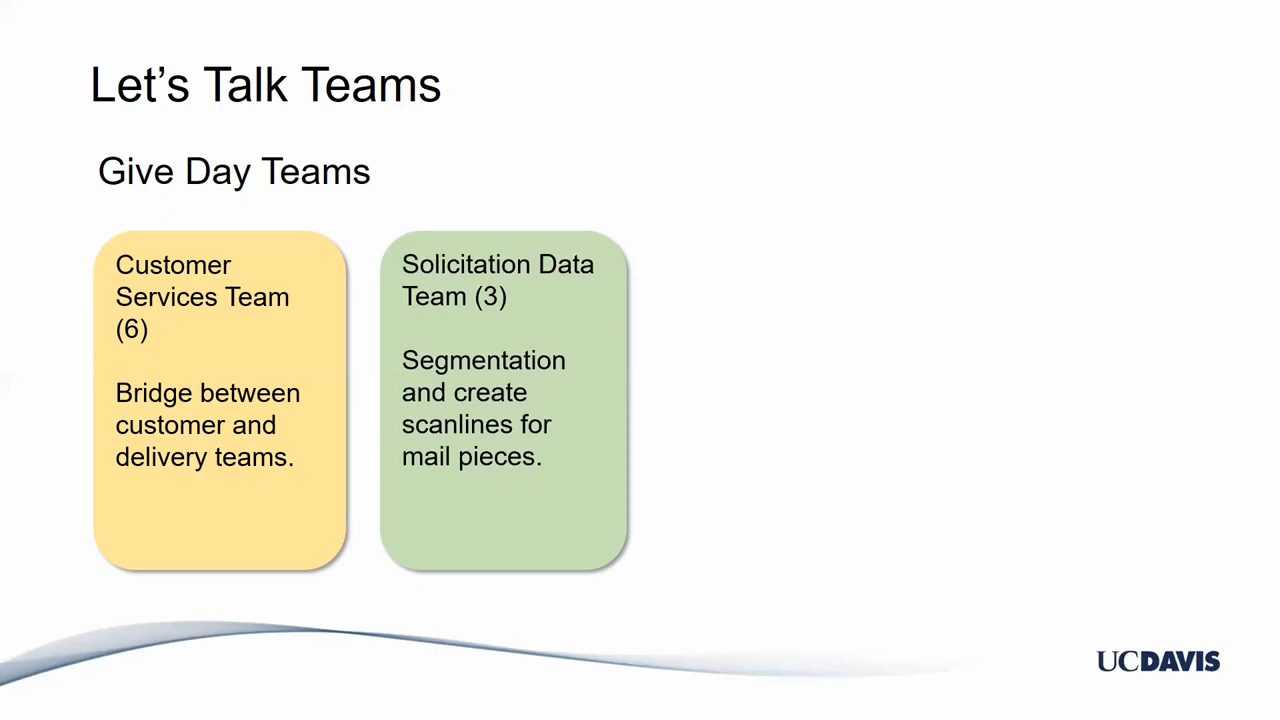 Let’s Talk Teams
Give Day Teams
Customer
Services Team
(6)
Bridge between
customer and
delivery teams.
Solicitation Data
Team (3)
Segmentation
and create
scanlines for
mail pieces.
UCDAVIS